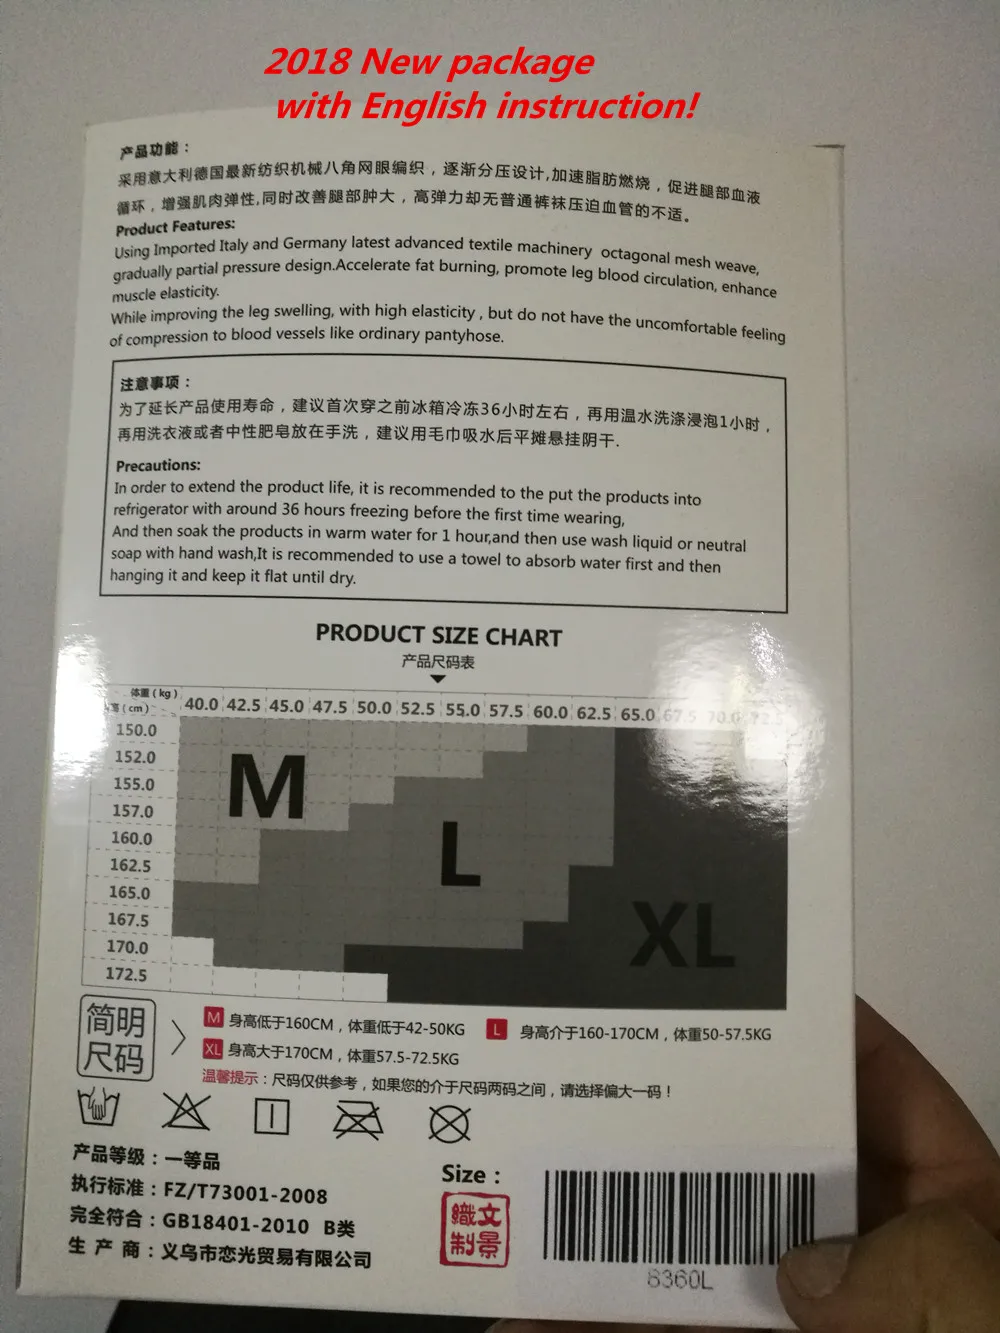 2018 New package
with English instruction!
产品功能：
采用意大利德国最新纺织机械八角网眼编织，逐渐分压设计,加速脂肪燃烧，促进腿部血液
循环，增强肌肉弹性,同时改善腿部肿大，高弹力却无普通裤袜压迫血管的不适。
Product Features:
Using Imported Italy and Germany latest advanced textile machinery octagonal mesh weave,
gradually partial pressure design.Accelerate fat burning, promote leg blood circulation, enhance
muscle elasticity.
While improving the leg swelling, with high elasticity , but do not have the uncomfortable feeling
of compression to blood vessels like ordinary pantyhose.
注意事项：
为了延长产品使用寿命，建议首次穿之前冰箱冷冻36小时左右，再用温水洗涤浸泡1小时，
再用洗衣液或者中性肥皂放在手洗，建议用毛巾吸水后平摊悬挂阴干.
Precautions:
In order to extend the product life, it is recommended to the put the products into
refrigerator with around 36 hours freezing before the first time wearing,
And then soak the products in warm water for 1 hour,and then use wash liquid or neutral
soap with hand wash,It is recommended to use a towel to absorb water first and then
hanging it and keep it flat until dry.
PRODUCT SIZE CHART
产品尺码表
体重(kg)
高(cm)
40.0 42.5 45.0 47.5 50.0 52.5 55.0 57.5 60.0 62.5 65.0 67.5 70.0 72.5
150.0
152.0
155.0
157.0
160.0
162.5
165.0
167.5
170.0
172.5
M
L
XL
简明
尺码
M 身高低于160CM，体重低于42-50KG L 身高介于160-170CM，体重50-57.5KG
XL 身高大于170CM，体重57.5-72.5KG
温馨提示：尺码仅供参考，如果您的介于尺码两码之间，请选择偏大一码！
产品等级：一等品
执行标准：FZ/T73001-2008
完全符合：GB18401-2010 B类
生 产 商：义乌市恋光贸易有限公司
Size：
織文
制景
8360L